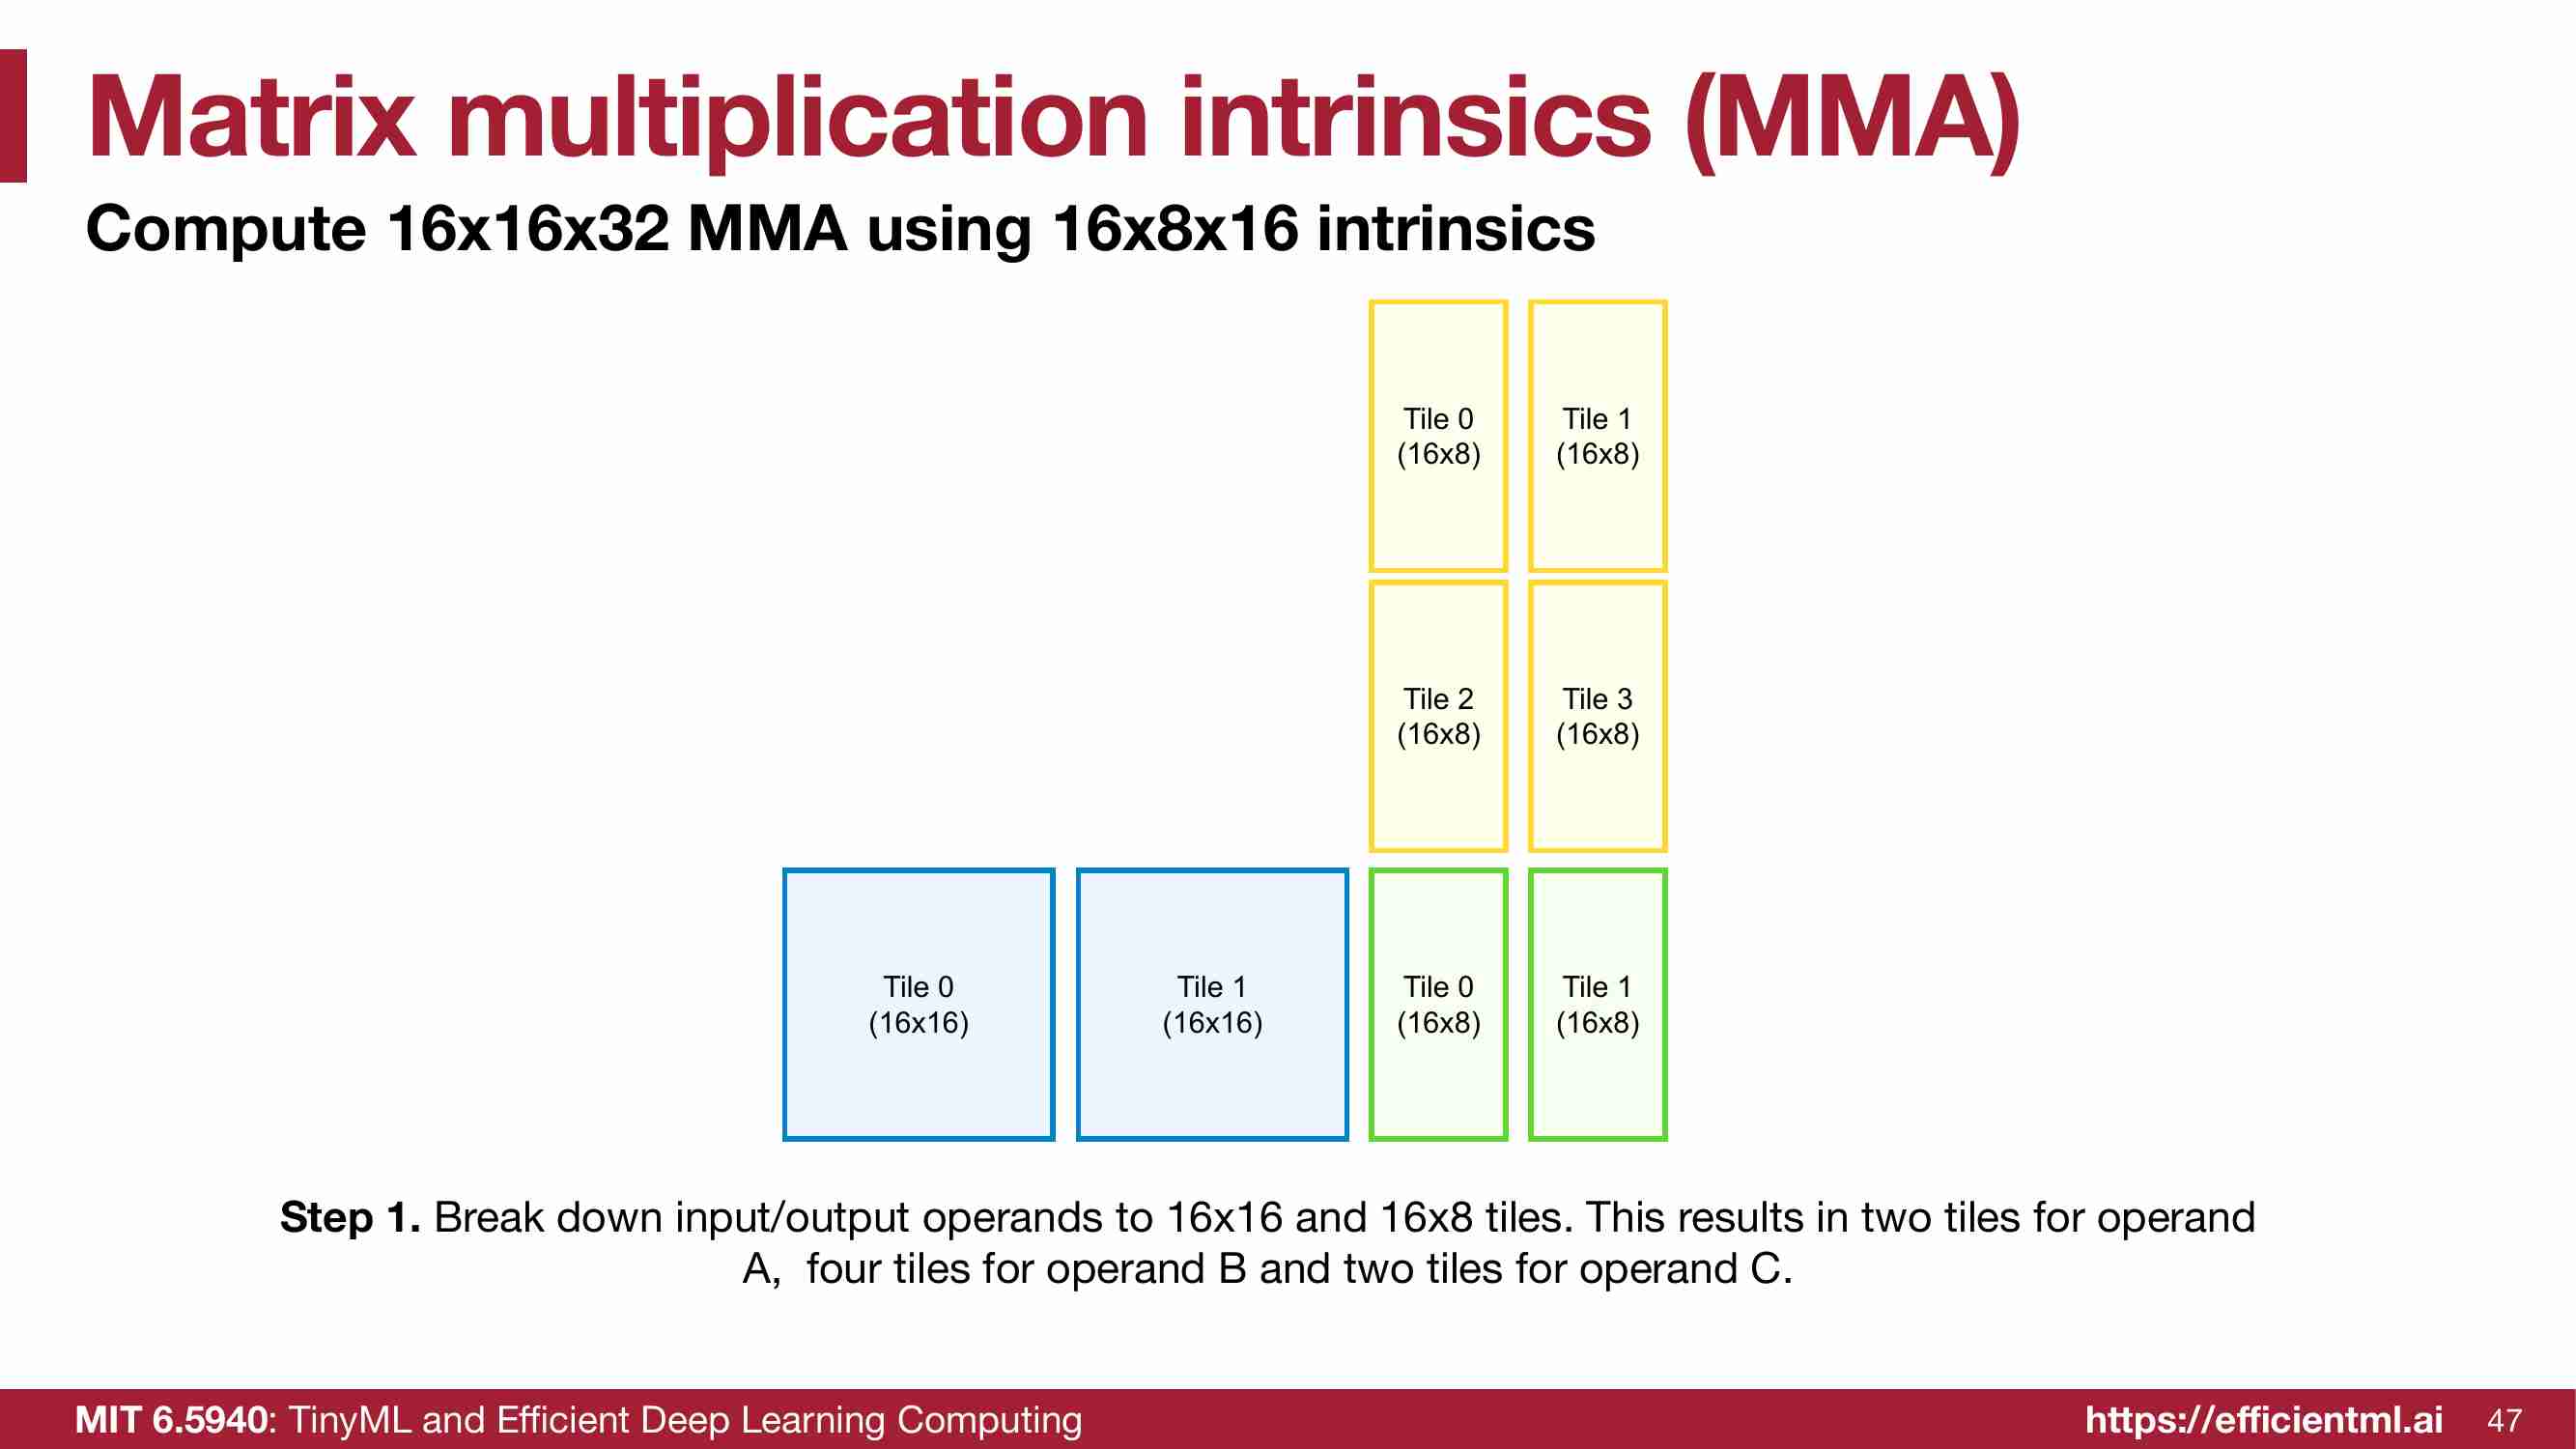 Matrix multiplication intrinsics (MMA)
Compute 16x16x32 MMA using 16x8x16 intrinsics
Tile 0
(16x8)
Tile 1
(16x8)
Tile 2
(16x8)
Tile 3
(16x8)
Tile 0
(16x16)
Tile 1
(16x16)
Tile 0
(16x8)
Tile 1
(16x8)
Step 1. Break down input/output operands to 16x16 and 16x8 tiles. This results in two tiles for operand
A,  four tiles for operand B and two tiles for operand C.
MIT 6.5940: TinyML and Efficient Deep Learning Computing
https://efficientml.ai
47